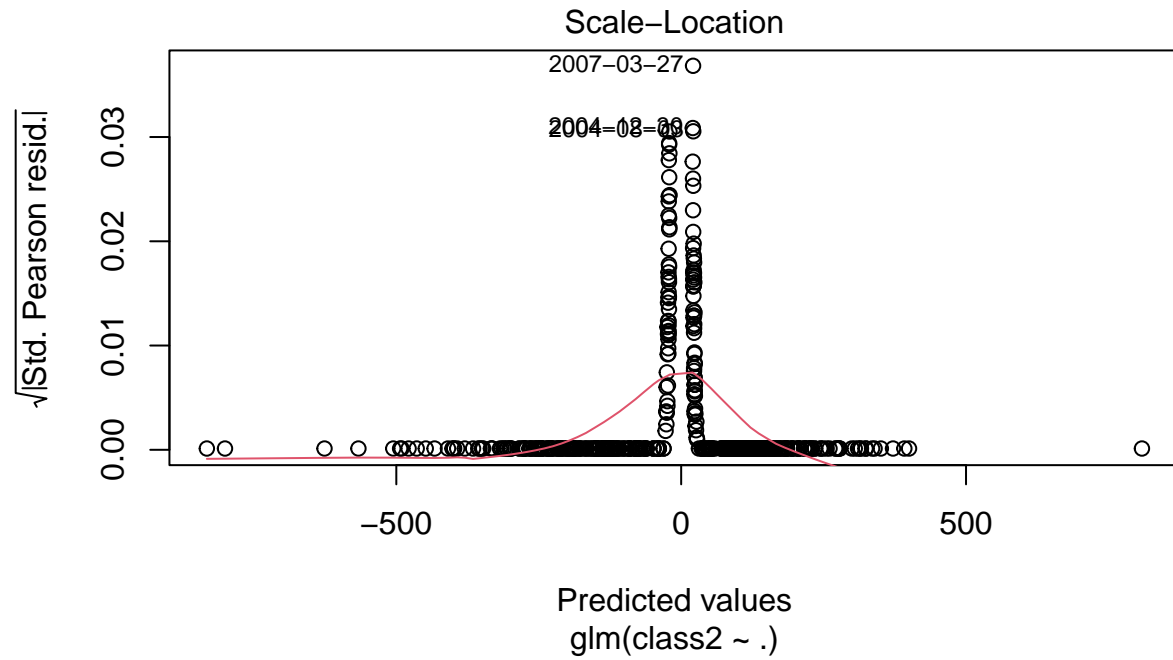 Scale−Location
2007−03−27
0.03
0.02
0.01
0.00
√|Std. Pearson resid.|
−500 0 500
Predicted values
glm(class2 ~ .)